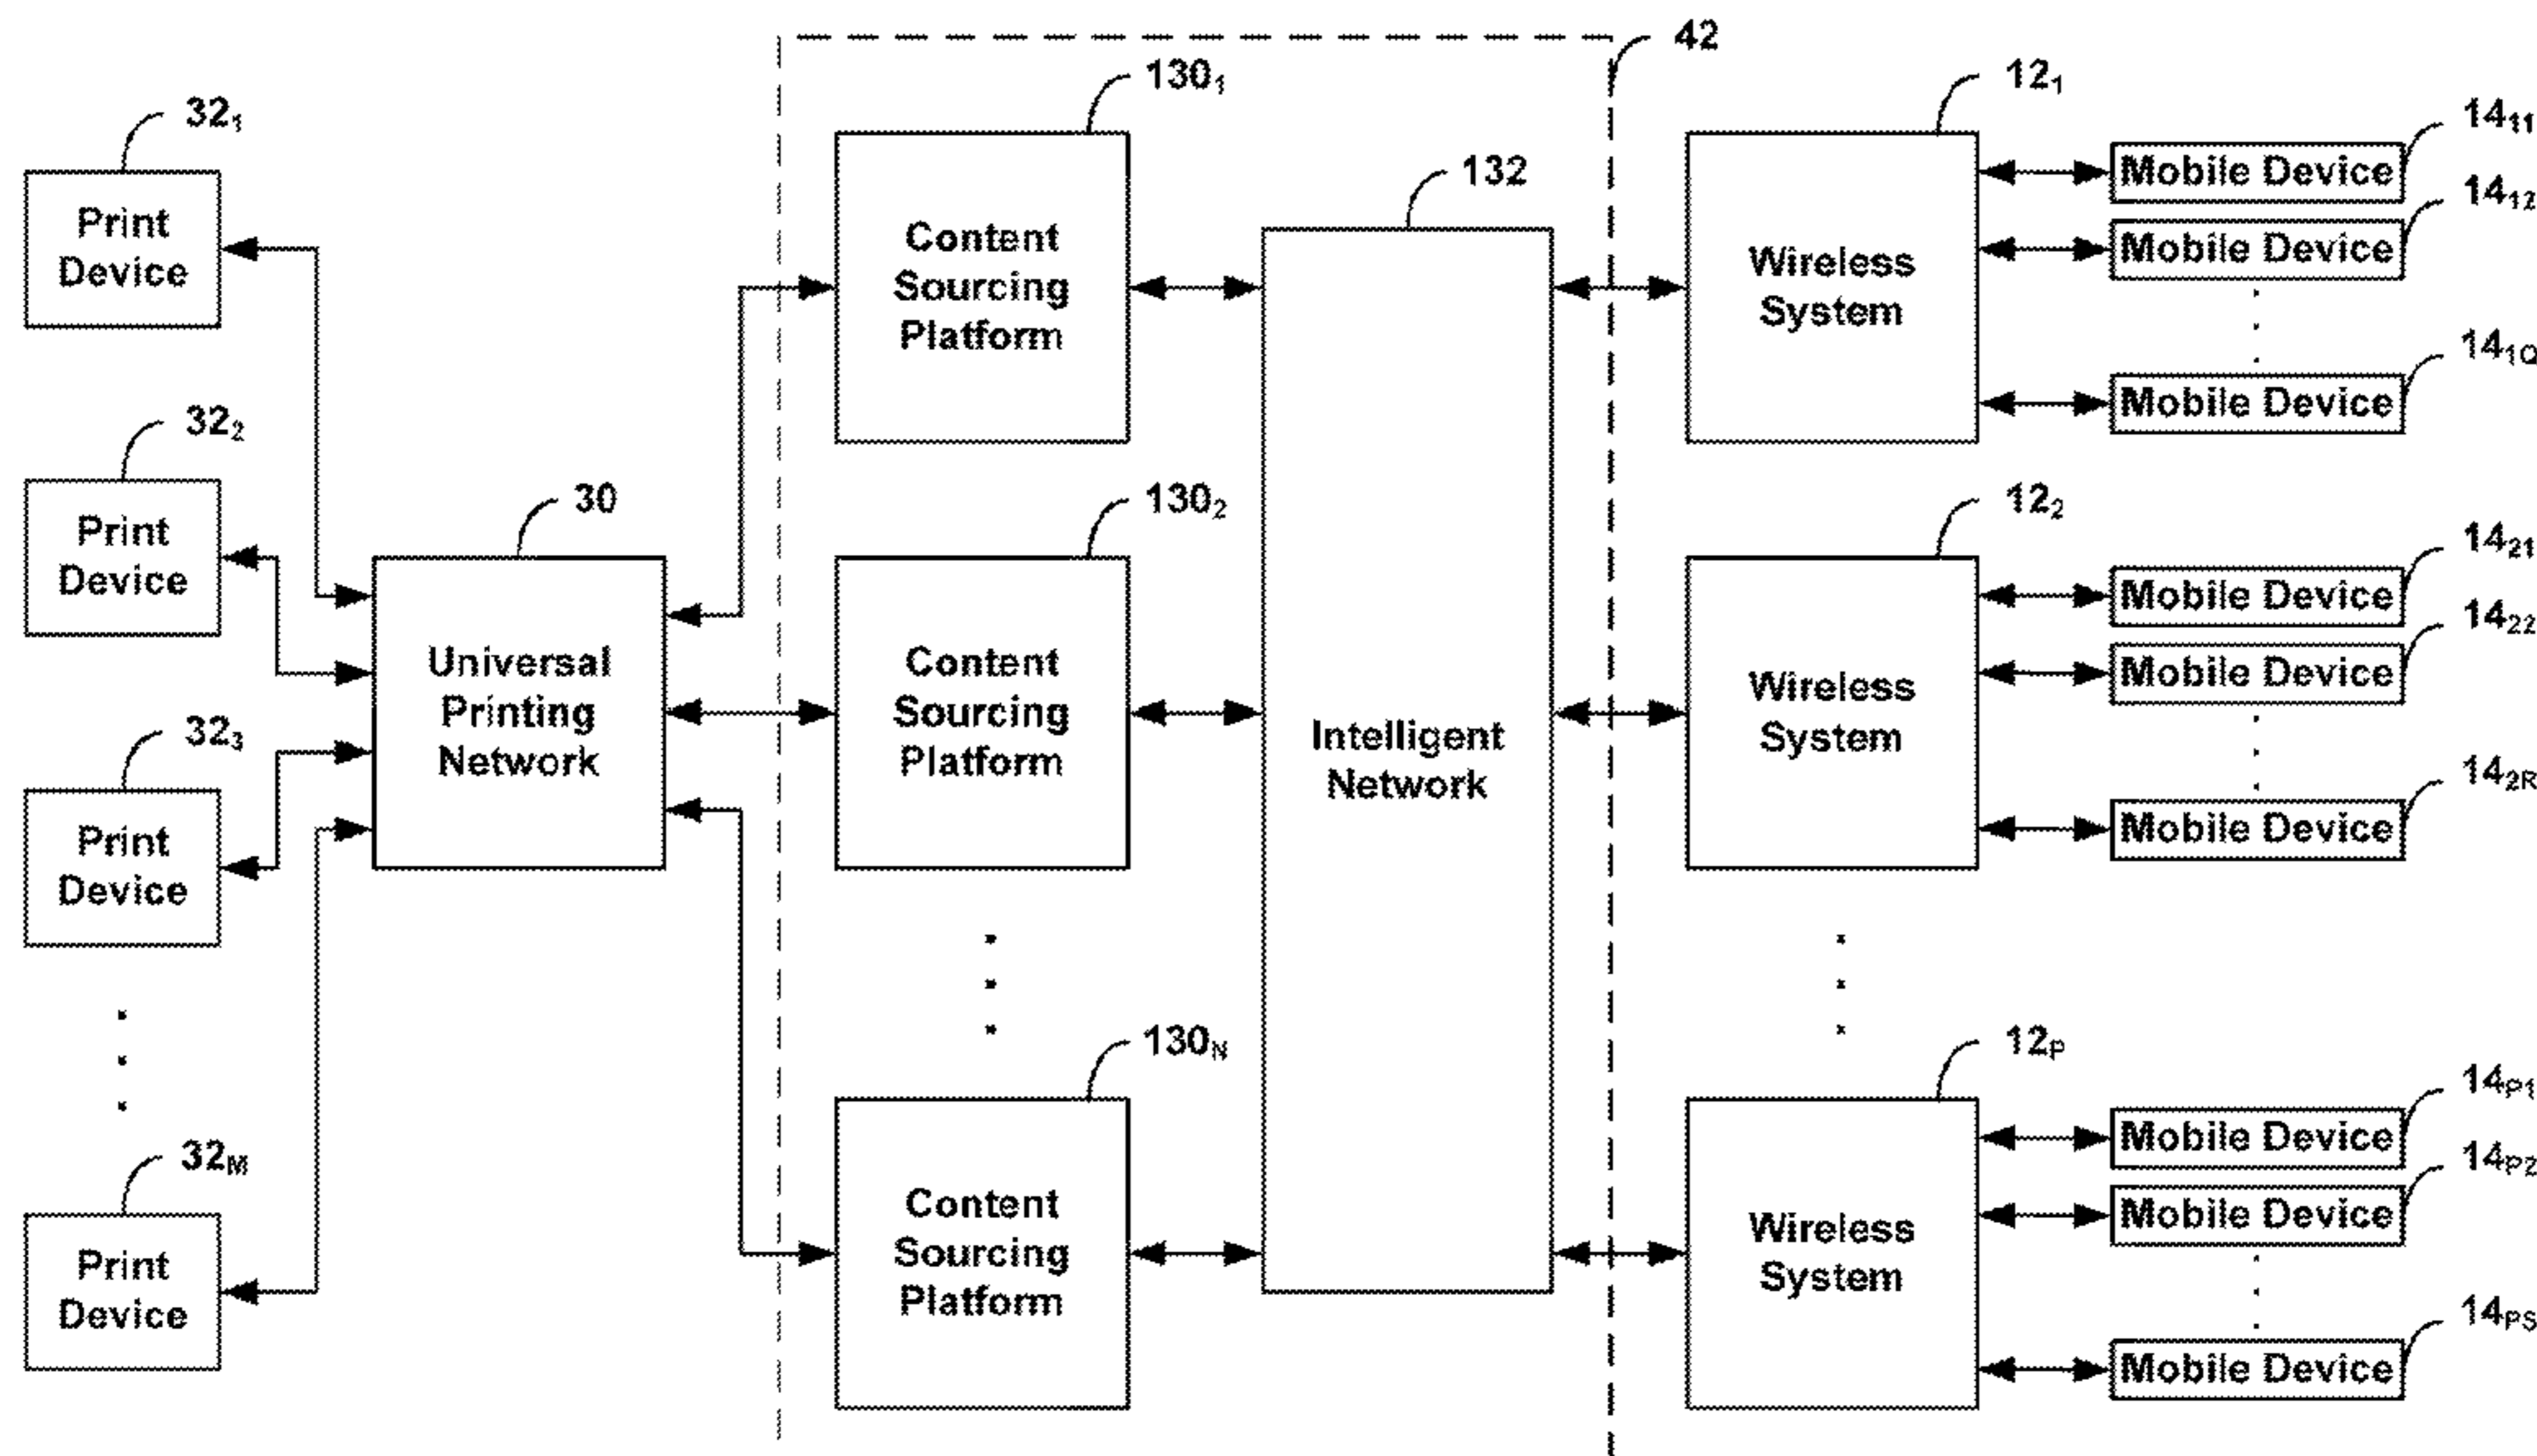 42
130₁
12₁
32₁
14₁₁
Mobile Device
132
14₁₂
Print
Device
Content
Sourcing
Platform
Wireless
System
Mobile Device
14₁Q
Mobile Device
32₂
Print
Device
30
130₂
12₂
14₂₁
Mobile Device
14₂₂
Universal
Printing
Network
Content
Sourcing
Platform
Intelligent
Network
Wireless
System
Mobile Device
32₃
14₂R
Print
Device
Mobile Device
130N
12P
14P₁
Mobile Device
32M
14P₂
Print
Device
Content
Sourcing
Platform
Wireless
System
Mobile Device
14PS
Mobile Device